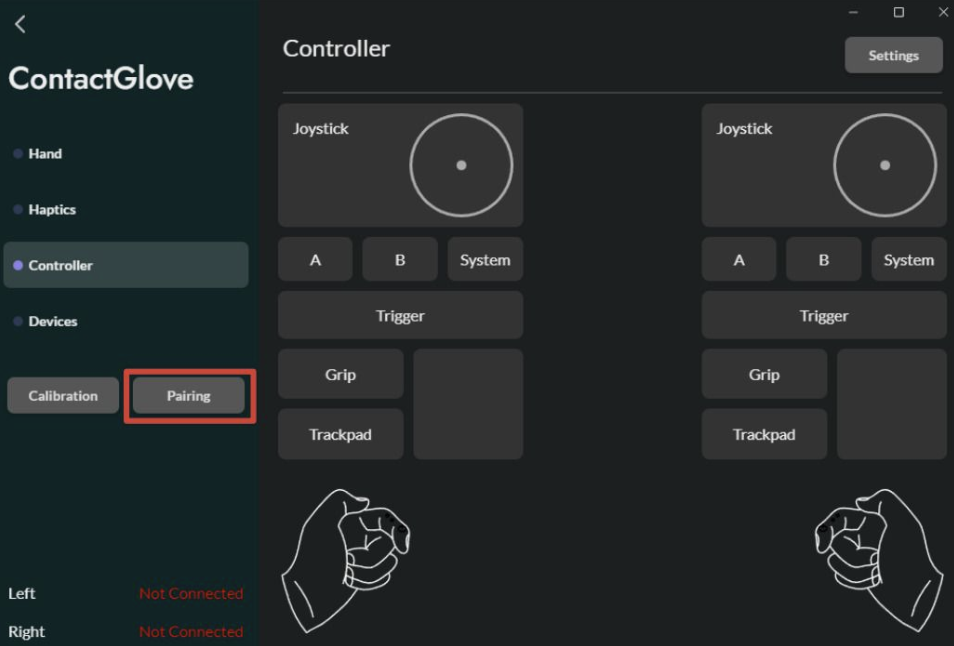 ContactGlove
Hand
Haptics
Controller
Devices
Calibration Pairing
Left Not Connected
Right Not Connected
Controller Settings
Joystick
A B System
Trigger
Grip
Trackpad
Joystick
A B System
Trigger
Grip
Trackpad